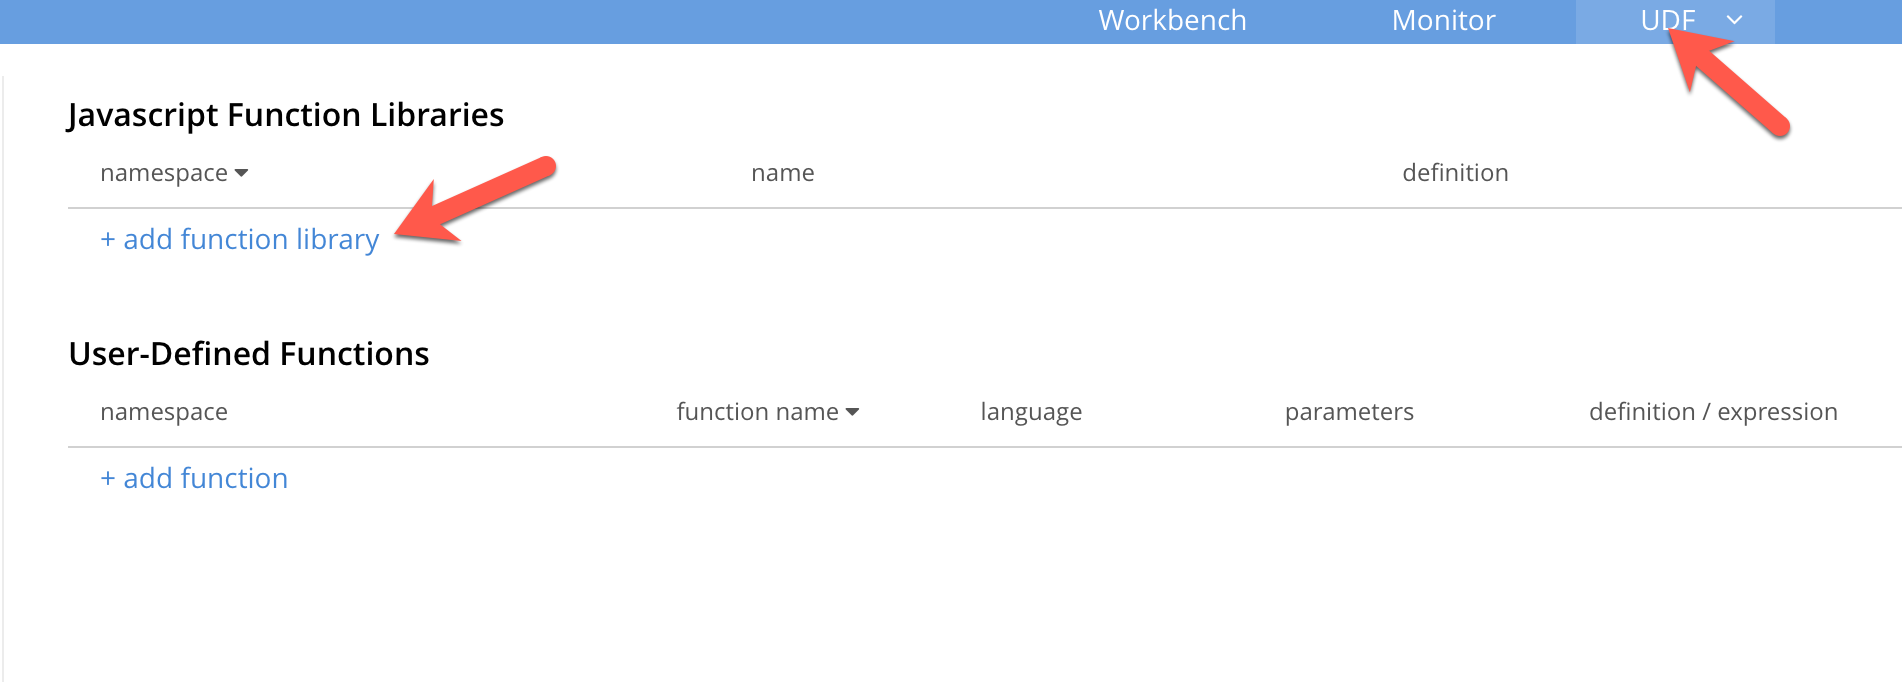 Workbench Monitor UDF
Javascript Function Libraries
namespace name definition
+ add function library
User-Defined Functions
namespace function name language parameters definition / expression
+ add function